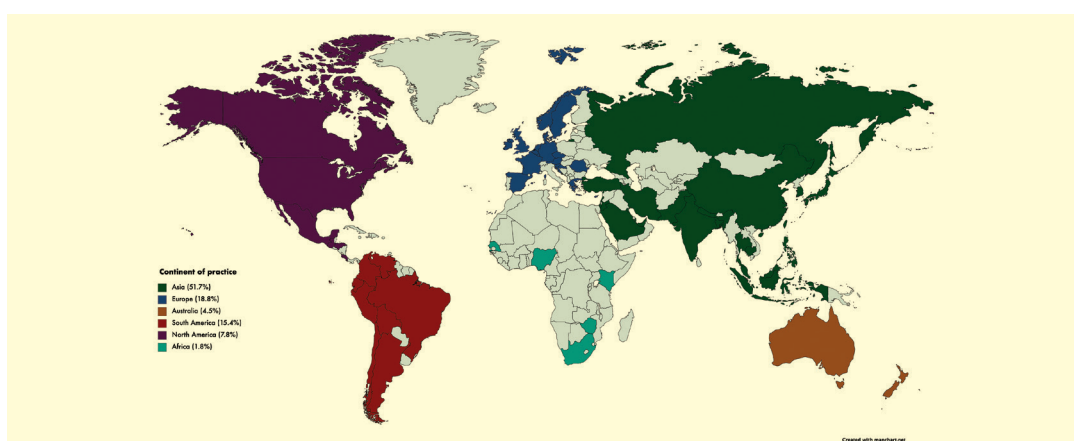 Continent of practice
Asia (51.7%)
Europe (18.8%)
Australia (4.5%)
South America (15.4%)
North America (7.8%)
Africa (1.8%)
Created with mapchart.net